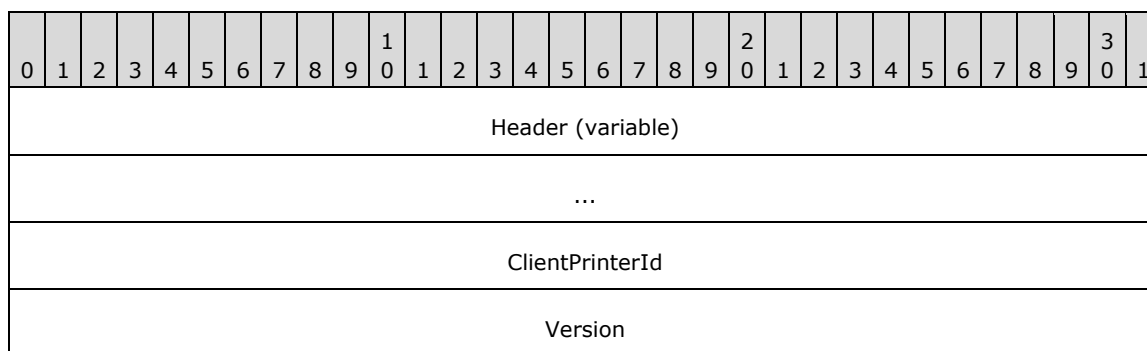 1 2 3
0 1 2 3 4 5 6 7 8 9 0 1 2 3 4 5 6 7 8 9 0 1 2 3 4 5 6 7 8 9 0 1
Header (variable)
...
ClientPrinterId
Version